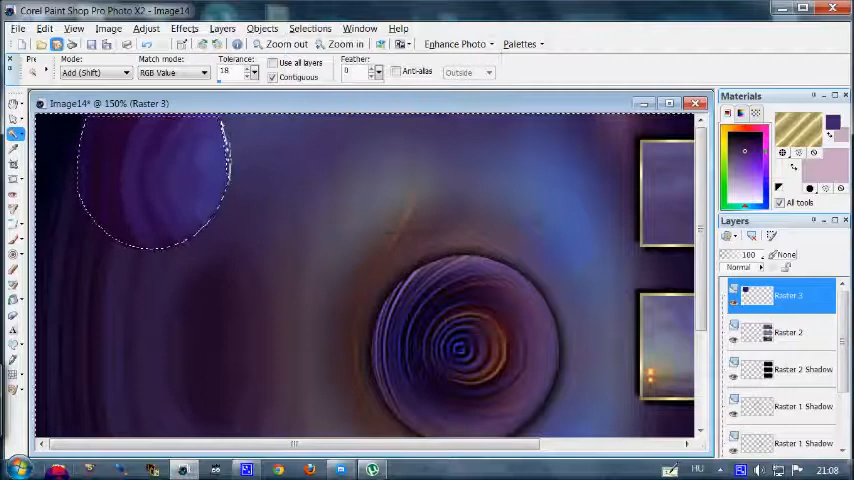 Corel Paint Shop Pro Photo X2 - Image14
File Edit View Image Adjust Effects Layers Objects Selections Window Help
Zoom out Zoom in Enhance Photo Palettes
Pre Mode: Match mode: Tolerance: Use all layers Feather:
Add (Shift) RGB Value 18 Contiguous 0 Anti-alias Outside
Image14* @ 150% (Raster 3)
Materials
All tools
Layers
100 None
Normal
Raster 3
Raster 2
Raster 2 Shadow
Raster 1 Shadow
Raster 1 Shadow
HU 21:08